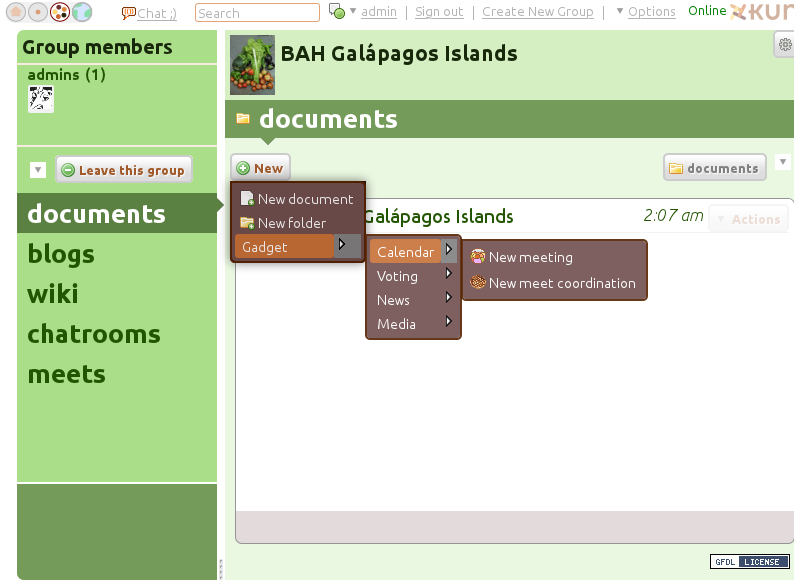 Chat ;)
Search
admin | Sign out | Create New Group | Options
Online
kur
Group members
admins (1)
BAH Galápagos Islands
documents
Leave this group
New
documents
documents
blogs
wiki
chatrooms
meets
New document
New folder
Gadget
Galápagos Islands
2:07 am
Actions
Calendar
Voting
News
Media
New meeting
New meet coordination
GFDL LICENSE